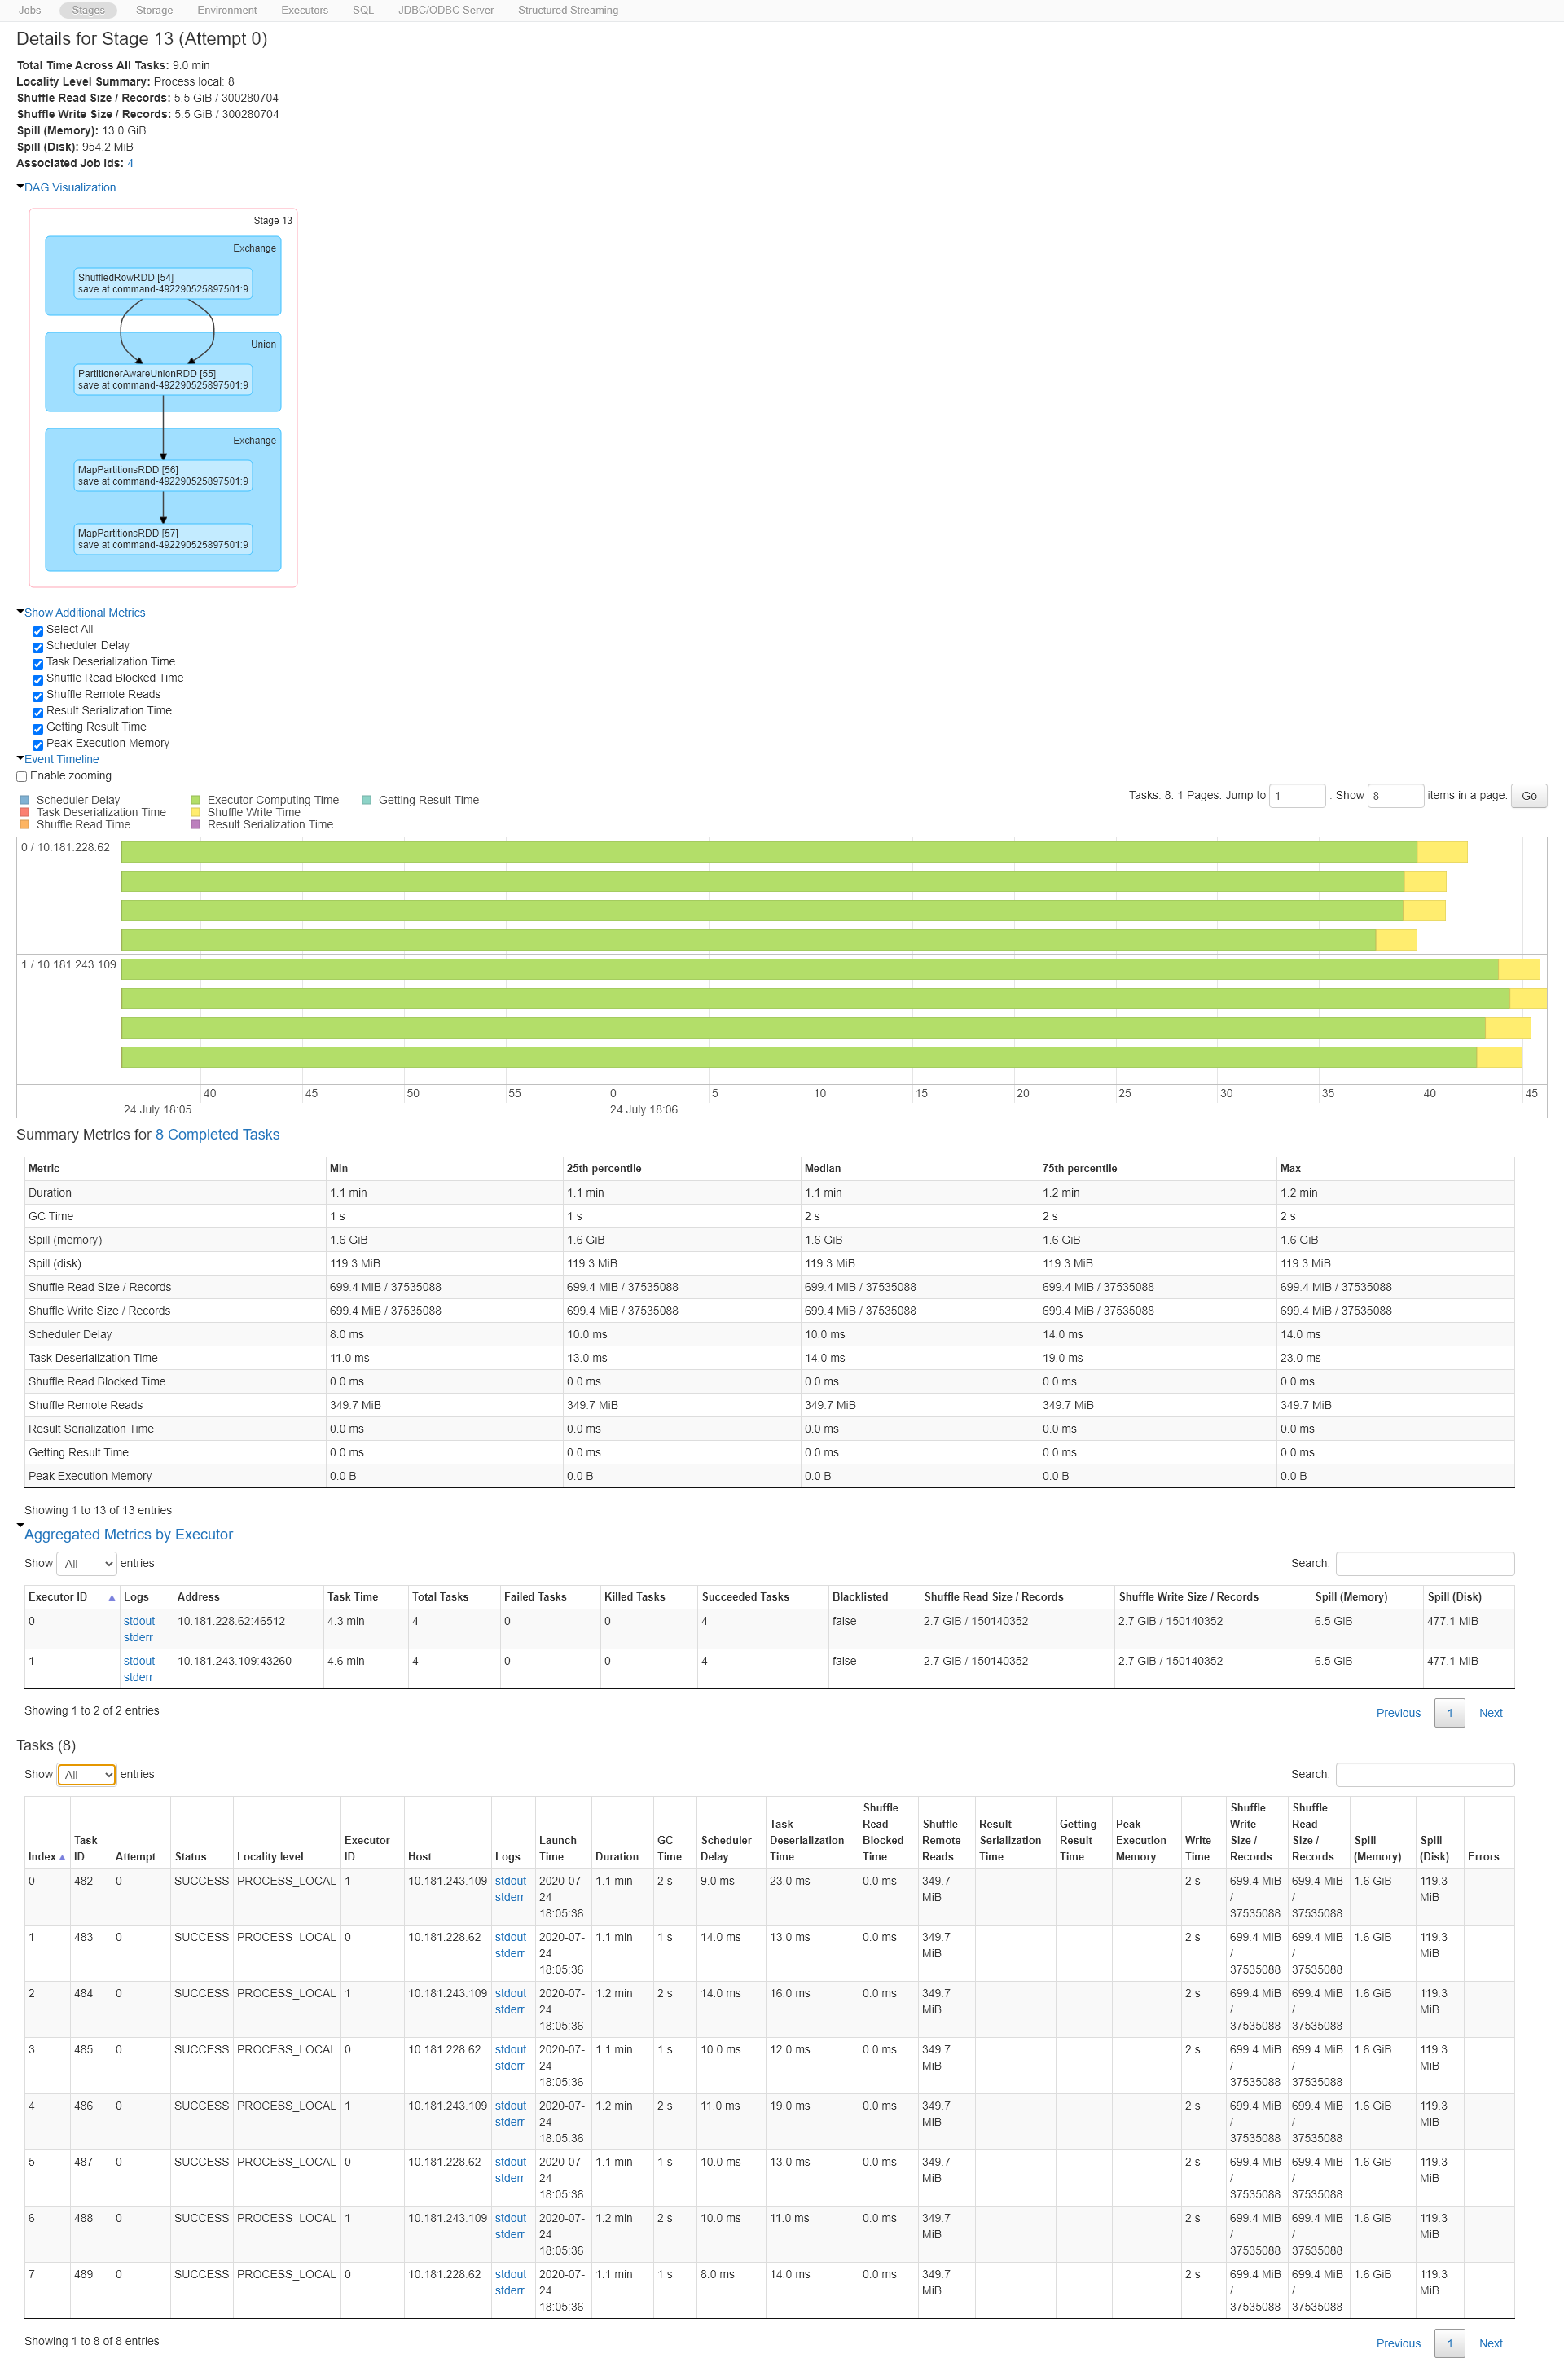 Jobs Stages Storage Environment Executors SQL JDBC/ODBC Server Structured Streaming
Details for Stage 13 (Attempt 0)
Total Time Across All Tasks: 9.0 min
Locality Level Summary: Process local: 8
Shuffle Read Size / Records: 5.5 GiB / 300280704
Shuffle Write Size / Records: 5.5 GiB / 300280704
Spill (Memory): 13.0 GiB
Spill (Disk): 954.2 MiB
Associated Job Ids: 4
DAG Visualization
Stage 13
Exchange
ShuffledRowRDD [54]
save at command-492290525897501:9
Union
PartitionerAwareUnionRDD [55]
save at command-492290525897501:9
Exchange
MapPartitionsRDD [56]
save at command-492290525897501:9
MapPartitionsRDD [57]
save at command-492290525897501:9
Show Additional Metrics
Select All
Scheduler Delay
Task Deserialization Time
Shuffle Read Blocked Time
Shuffle Remote Reads
Result Serialization Time
Getting Result Time
Peak Execution Memory
Event Timeline
Enable zooming
Tasks: 8. 1 Pages. Jump to 1 . Show 8 items in a page. Go
Scheduler Delay Executor Computing Time Getting Result Time
Task Deserialization Time Shuffle Write Time
Shuffle Read Time Result Serialization Time
0 / 10.181.228.62
1 / 10.181.243.109
40 45 50 55 0 5 10 15 20 25 30 35 40 45
24 July 18:05 24 July 18:06
Summary Metrics for 8 Completed Tasks
Metric Min 25th percentile Median 75th percentile Max
Duration 1.1 min 1.1 min 1.1 min 1.2 min 1.2 min
GC Time 1 s 1 s 2 s 2 s 2 s
Spill (memory) 1.6 GiB 1.6 GiB 1.6 GiB 1.6 GiB 1.6 GiB
Spill (disk) 119.3 MiB 119.3 MiB 119.3 MiB 119.3 MiB 119.3 MiB
Shuffle Read Size / Records 699.4 MiB / 37535088 699.4 MiB / 37535088 699.4 MiB / 37535088 699.4 MiB / 37535088 699.4 MiB / 37535088
Shuffle Write Size / Records 699.4 MiB / 37535088 699.4 MiB / 37535088 699.4 MiB / 37535088 699.4 MiB / 37535088 699.4 MiB / 37535088
Scheduler Delay 8.0 ms 10.0 ms 10.0 ms 14.0 ms 14.0 ms
Task Deserialization Time 11.0 ms 13.0 ms 14.0 ms 19.0 ms 23.0 ms
Shuffle Read Blocked Time 0.0 ms 0.0 ms 0.0 ms 0.0 ms 0.0 ms
Shuffle Remote Reads 349.7 MiB 349.7 MiB 349.7 MiB 349.7 MiB 349.7 MiB
Result Serialization Time 0.0 ms 0.0 ms 0.0 ms 0.0 ms 0.0 ms
Getting Result Time 0.0 ms 0.0 ms 0.0 ms 0.0 ms 0.0 ms
Peak Execution Memory 0.0 B 0.0 B 0.0 B 0.0 B 0.0 B
Showing 1 to 13 of 13 entries
Aggregated Metrics by Executor
Show All entries Search:
Executor ID Logs Address Task Time Total Tasks Failed Tasks Killed Tasks Succeeded Tasks Blacklisted Shuffle Read Size / Records Shuffle Write Size / Records Spill (Memory) Spill (Disk)
0 stdout 10.181.228.62:46512 4.3 min 4 0 0 4 false 2.7 GiB / 150140352 2.7 GiB / 150140352 6.5 GiB 477.1 MiB
stderr
1 stdout 10.181.243.109:43260 4.6 min 4 0 0 4 false 2.7 GiB / 150140352 2.7 GiB / 150140352 6.5 GiB 477.1 MiB
stderr
Showing 1 to 2 of 2 entries Previous 1 Next
Tasks (8)
Show All entries Search:
Shuffle Shuffle Shuffle
Task Read Shuffle Result Getting Peak Write Read
Task Executor Launch GC Scheduler Deserialization Blocked Remote Serialization Result Execution Write Size / Size / Spill Spill
Index ID Attempt Status Locality level ID Host Logs Time Duration Time Delay Time Time Reads Time Time Memory Time Records Records (Memory) (Disk) Errors
0 482 0 SUCCESS PROCESS_LOCAL 1 10.181.243.109 stdout 2020-07- 1.1 min 2 s 9.0 ms 23.0 ms 0.0 ms 349.7 2 s 699.4 MiB 699.4 MiB 1.6 GiB 119.3
stderr 24 MiB / / MiB
18:05:36 37535088 37535088
1 483 0 SUCCESS PROCESS_LOCAL 0 10.181.228.62 stdout 2020-07- 1.1 min 1 s 14.0 ms 13.0 ms 0.0 ms 349.7 2 s 699.4 MiB 699.4 MiB 1.6 GiB 119.3
stderr 24 MiB / / MiB
18:05:36 37535088 37535088
2 484 0 SUCCESS PROCESS_LOCAL 1 10.181.243.109 stdout 2020-07- 1.2 min 2 s 14.0 ms 16.0 ms 0.0 ms 349.7 2 s 699.4 MiB 699.4 MiB 1.6 GiB 119.3
stderr 24 MiB / / MiB
18:05:36 37535088 37535088
3 485 0 SUCCESS PROCESS_LOCAL 0 10.181.228.62 stdout 2020-07- 1.1 min 1 s 10.0 ms 12.0 ms 0.0 ms 349.7 2 s 699.4 MiB 699.4 MiB 1.6 GiB 119.3
stderr 24 MiB / / MiB
18:05:36 37535088 37535088
4 486 0 SUCCESS PROCESS_LOCAL 1 10.181.243.109 stdout 2020-07- 1.2 min 2 s 11.0 ms 19.0 ms 0.0 ms 349.7 2 s 699.4 MiB 699.4 MiB 1.6 GiB 119.3
stderr 24 MiB / / MiB
18:05:36 37535088 37535088
5 487 0 SUCCESS PROCESS_LOCAL 0 10.181.228.62 stdout 2020-07- 1.1 min 1 s 10.0 ms 13.0 ms 0.0 ms 349.7 2 s 699.4 MiB 699.4 MiB 1.6 GiB 119.3
stderr 24 MiB / / MiB
18:05:36 37535088 37535088
6 488 0 SUCCESS PROCESS_LOCAL 1 10.181.243.109 stdout 2020-07- 1.2 min 2 s 10.0 ms 11.0 ms 0.0 ms 349.7 2 s 699.4 MiB 699.4 MiB 1.6 GiB 119.3
stderr 24 MiB / / MiB
18:05:36 37535088 37535088
7 489 0 SUCCESS PROCESS_LOCAL 0 10.181.228.62 stdout 2020-07- 1.1 min 1 s 8.0 ms 14.0 ms 0.0 ms 349.7 2 s 699.4 MiB 699.4 MiB 1.6 GiB 119.3
stderr 24 MiB / / MiB
18:05:36 37535088 37535088
Showing 1 to 8 of 8 entries Previous 1 Next